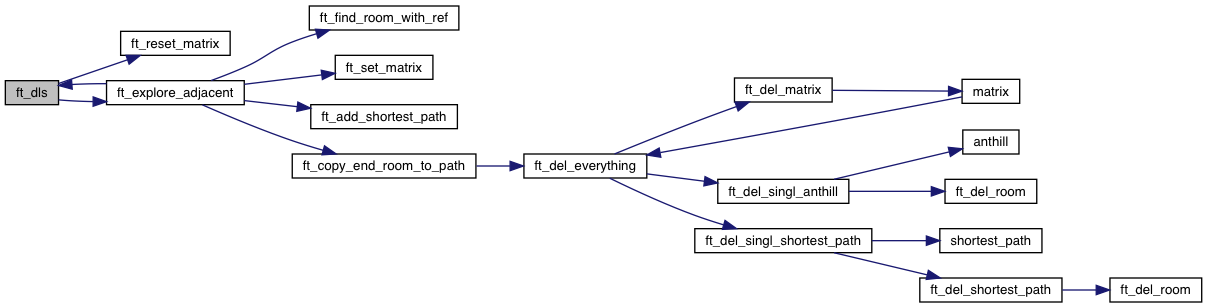 ft_find_room_with_ref
ft_reset_matrix
ft_set_matrix
ft_dls
ft_explore_adjacent
ft_del_matrix
matrix
ft_add_shortest_path
anthill
ft_copy_end_room_to_path
ft_del_everything
ft_del_singl_anthill
ft_del_room
ft_del_singl_shortest_path
shortest_path
ft_del_shortest_path
ft_del_room